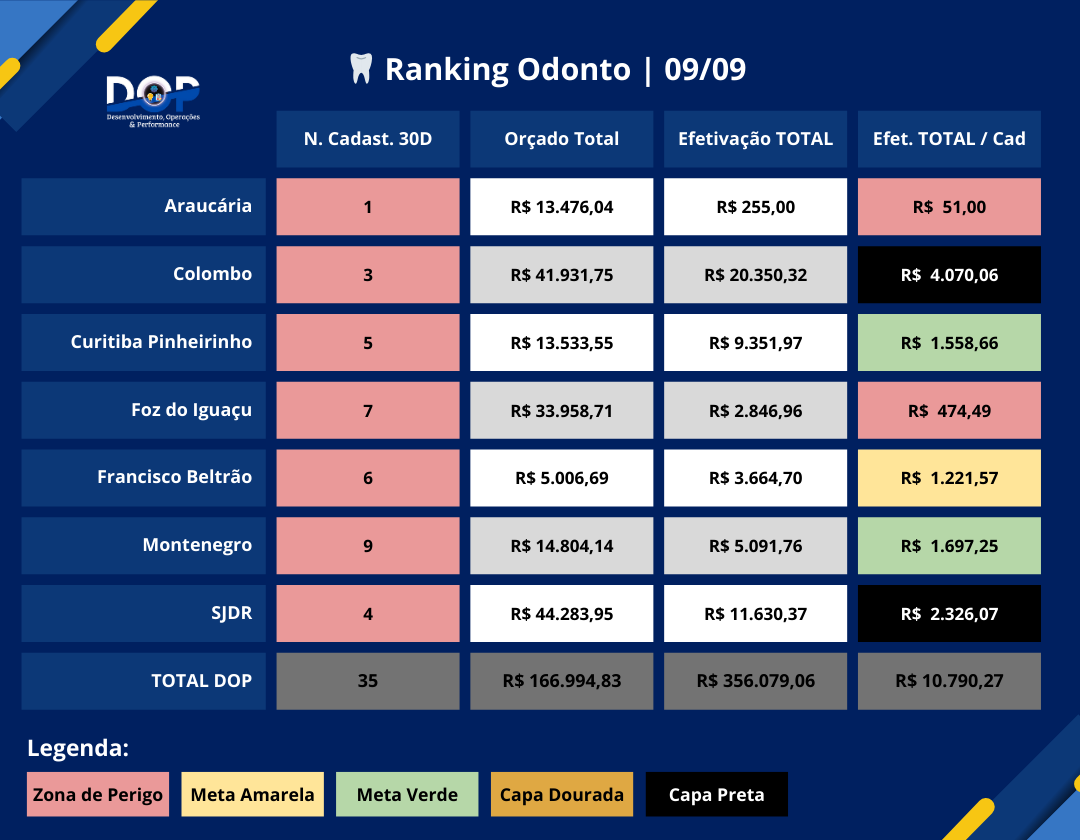 Ranking Odonto | 09/09
DOP
Desenvolvimento, Operações
& Performance
N. Cadast. 30D Orçado Total Efetivação TOTAL Efet. TOTAL / Cad
Araucária 1 R$ 13.476,04 R$ 255,00 R$ 51,00
Colombo 3 R$ 41.931,75 R$ 20.350,32 R$ 4.070,06
Curitiba Pinheirinho 5 R$ 13.533,55 R$ 9.351,97 R$ 1.558,66
Foz do Iguaçu 7 R$ 33.958,71 R$ 2.846,96 R$ 474,49
Francisco Beltrão 6 R$ 5.006,69 R$ 3.664,70 R$ 1.221,57
Montenegro 9 R$ 14.804,14 R$ 5.091,76 R$ 1.697,25
SJDR 4 R$ 44.283,95 R$ 11.630,37 R$ 2.326,07
TOTAL DOP 35 R$ 166.994,83 R$ 356.079,06 R$ 10.790,27
Legenda:
Zona de Perigo Meta Amarela Meta Verde Capa Dourada Capa Preta